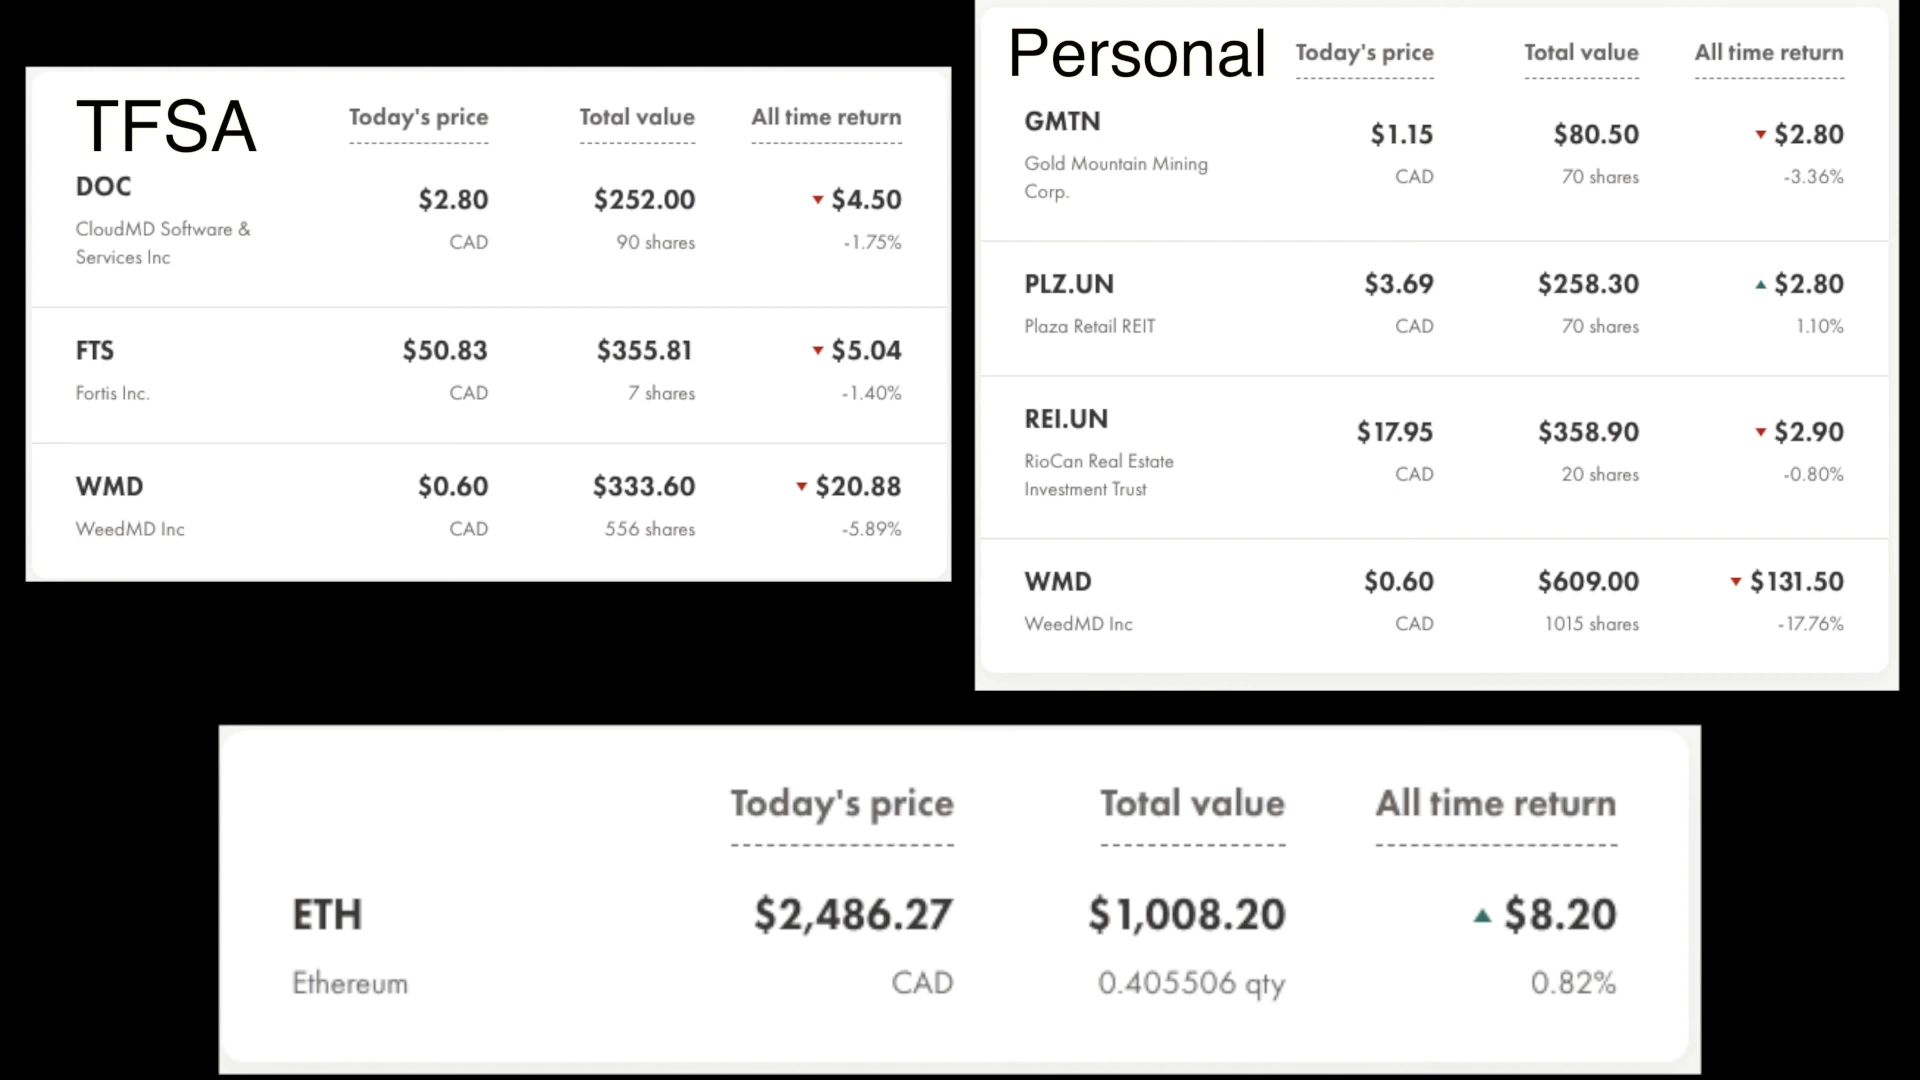 TFSA Today's price Total value All time return
DOC $2.80 $252.00 $4.50
CloudMD Software & CAD 90 shares -1.75%
Services Inc
FTS $50.83 $355.81 $5.04
Fortis Inc. CAD 7 shares -1.40%
WMD $0.60 $333.60 $20.88
WeedMD Inc CAD 556 shares -5.89%
Personal Today's price Total value All time return
GMTN $1.15 $80.50 $2.80
Gold Mountain Mining CAD 70 shares -3.36%
Corp.
PLZ.UN $3.69 $258.30 $2.80
Plaza Retail REIT CAD 70 shares 1.10%
REI.UN $17.95 $358.90 $2.90
RioCan Real Estate CAD 20 shares -0.80%
Investment Trust
WMD $0.60 $609.00 $131.50
WeedMD Inc CAD 1015 shares -17.76%
Today's price Total value All time return
ETH $2,486.27 $1,008.20 $8.20
Ethereum CAD 0.405506 qty 0.82%